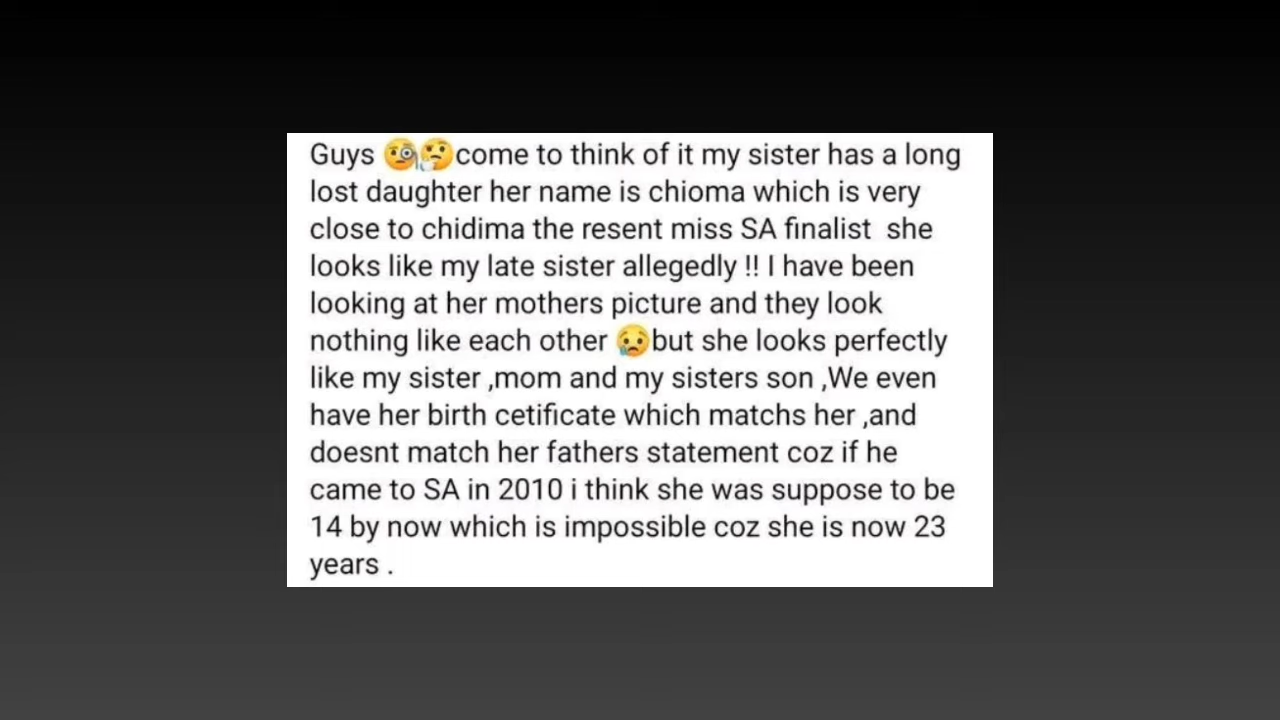 Guys 🧐🤔come to think of it my sister has a long
lost daughter her name is chioma which is very
close to chidima the resent miss SA finalist  she
looks like my late sister allegedly !! I have been
looking at her mothers picture and they look
nothing like each other 😢but she looks perfectly
like my sister ,mom and my sisters son ,We even
have her birth cetificate which matchs her ,and
doesnt match her fathers statement coz if he
came to SA in 2010 i think she was suppose to be
14 by now which is impossible coz she is now 23
years .